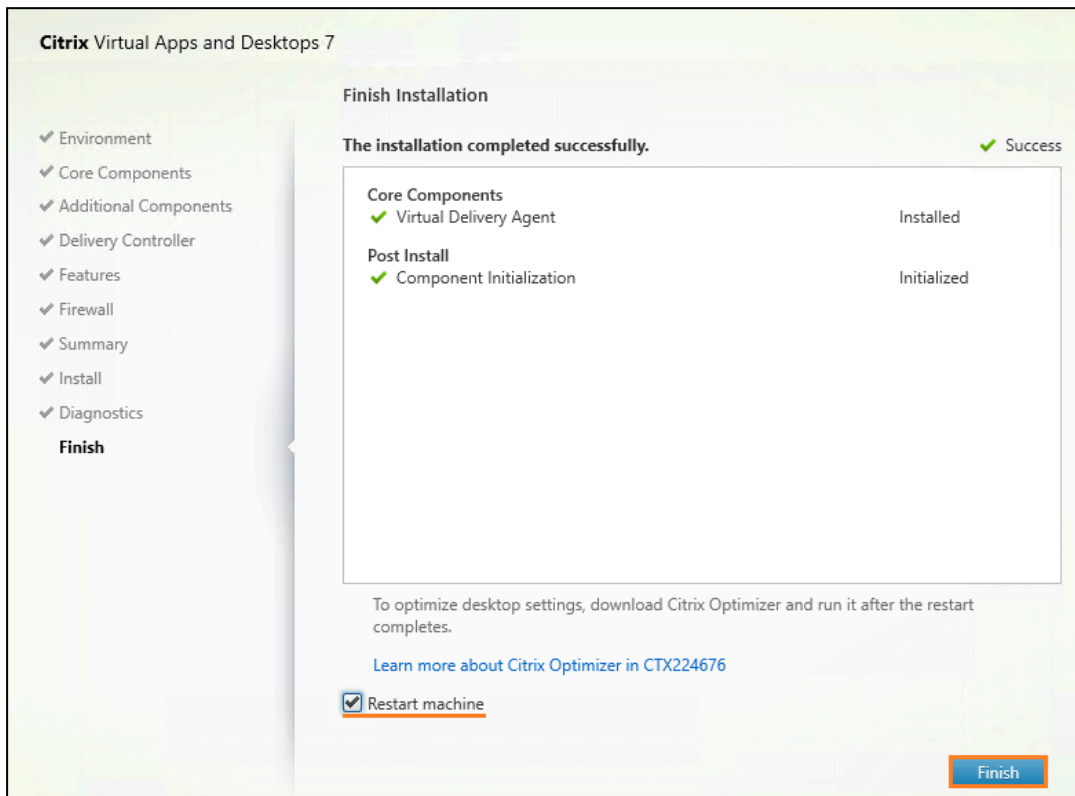 Citrix Virtual Apps and Desktops 7
Finish Installation
Environment
Core Components
Additional Components
Delivery Controller
Features
Firewall
Summary
Install
Diagnostics
Finish
The installation completed successfully.
Success
Core Components
Virtual Delivery Agent Installed
Post Install
Component Initialization Initialized
To optimize desktop settings, download Citrix Optimizer and run it after the restart
completes.
Learn more about Citrix Optimizer in CTX224676
Restart machine
Finish